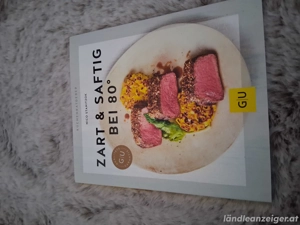 ZART & SAFTIG
BEI 80°
GU
GU
ländleanzeiger.at